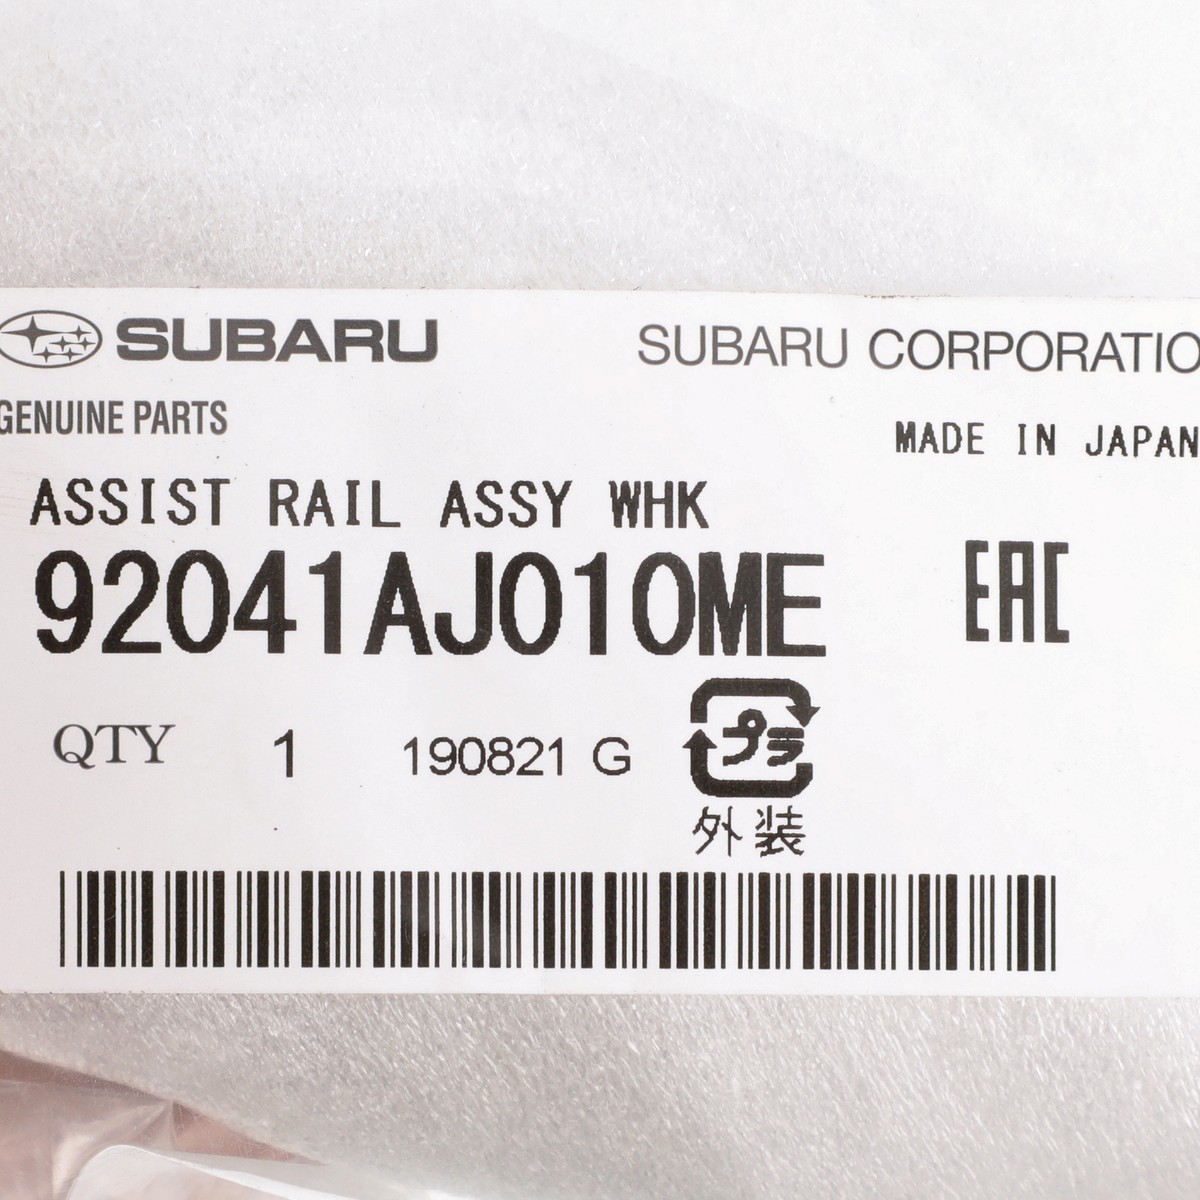 SUBARU
SUBARU CORPORATIO
GENUINE PARTS
MADE IN JAPAN
ASSIST RAIL ASSY WHK
92041AJ010ME
EAC
QTY 1 190821 G
プラ
外装